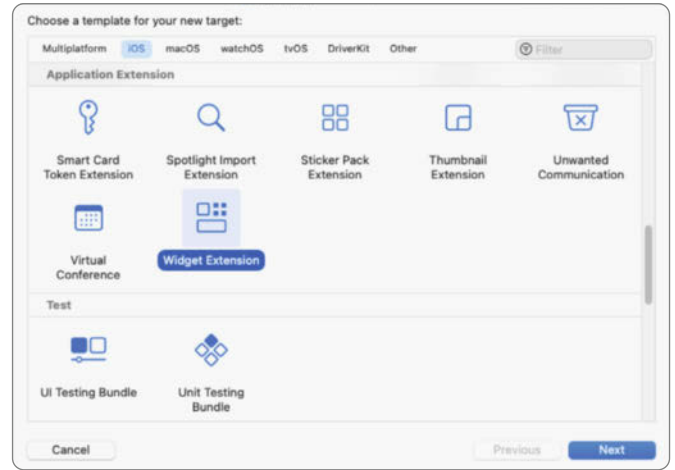 Choose a template for your new target:
Multiplatform iOS macOS watchOS tvOS DriverKit Other Filter
Application Extension
Smart Card Spotlight Import Sticker Pack Thumbnail Unwanted
Token Extension Extension Extension Extension Communication
Virtual Widget Extension
Conference
Test
UI Testing Bundle Unit Testing
Bundle
Cancel Previous Next